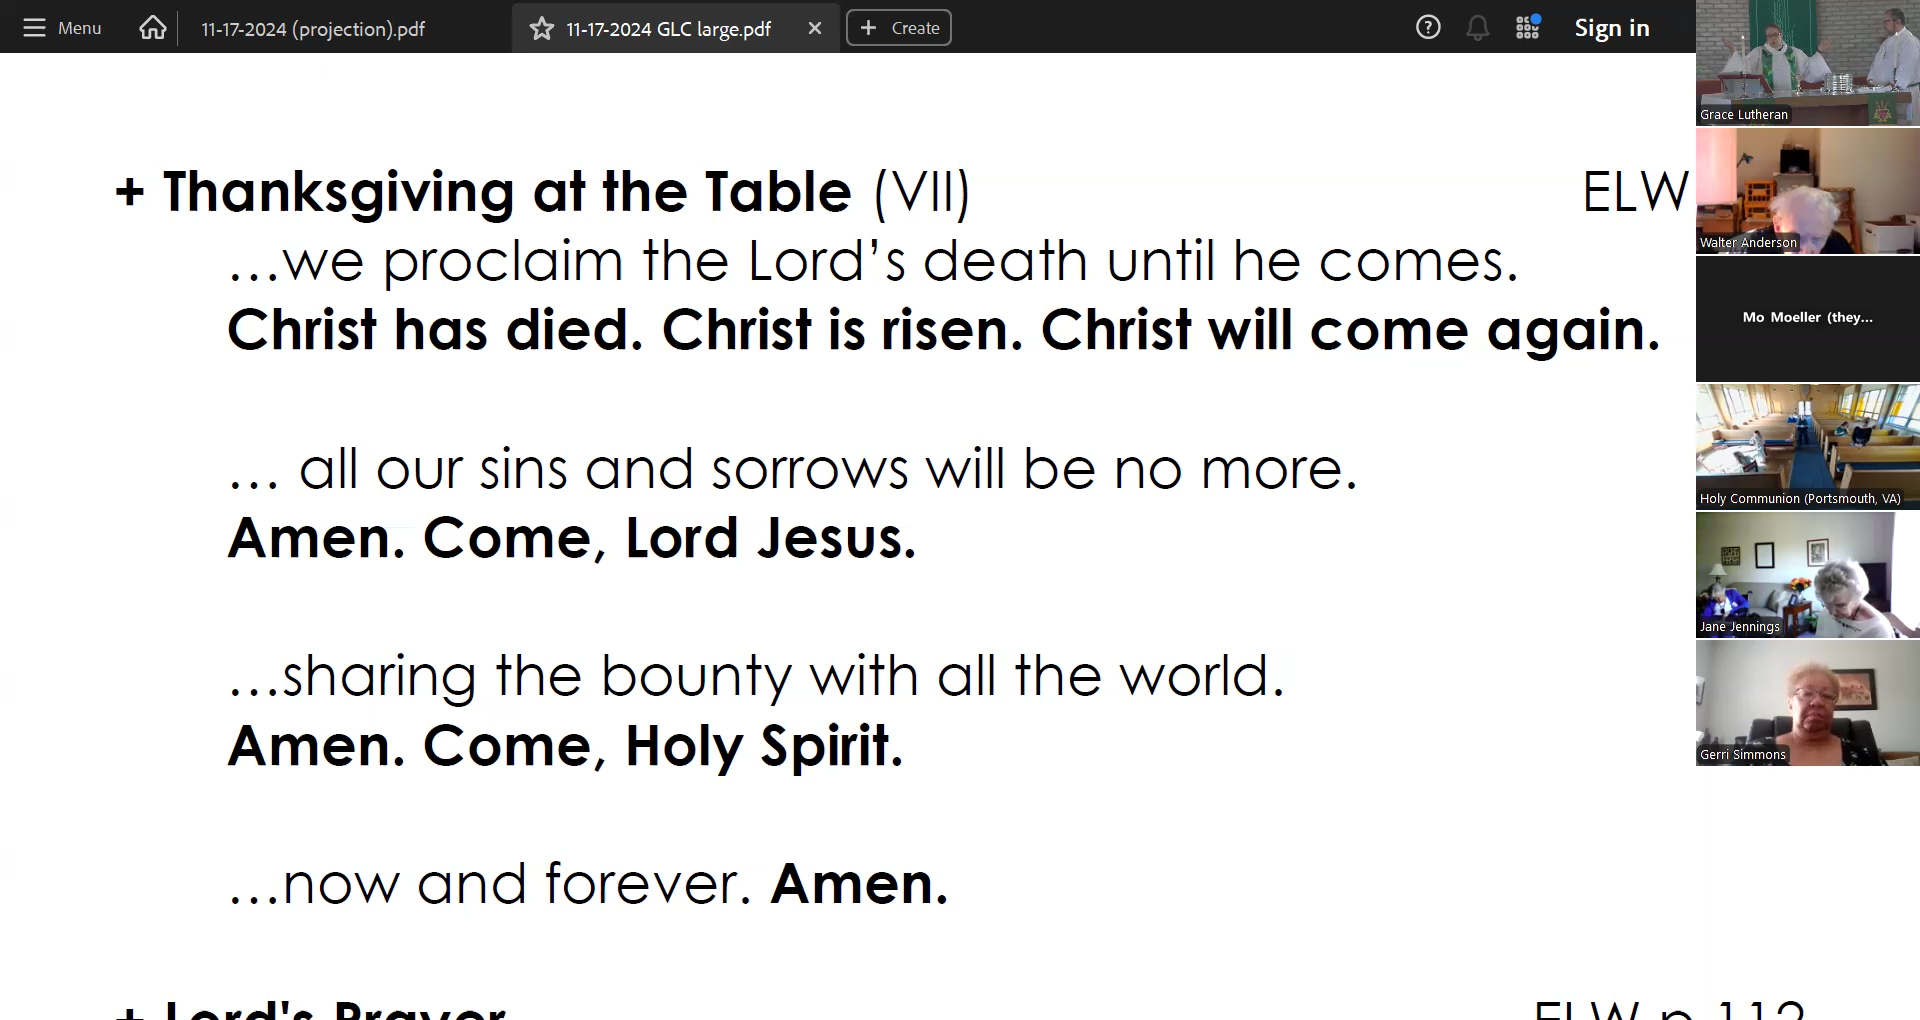 Menu
11-17-2024 (projection).pdf
11-17-2024 GLC large.pdf
Create
Sign in
+ Thanksgiving at the Table (VII) ELW
…we proclaim the Lord’s death until he comes.
Christ has died. Christ is risen. Christ will come again.
… all our sins and sorrows will be no more.
Amen. Come, Lord Jesus.
…sharing the bounty with all the world.
Amen. Come, Holy Spirit.
…now and forever. Amen.
+ Lord's Prayer ELW p 112
Grace Lutheran
Walter Anderson
Mo Moeller (they...
Holy Communion (Portsmouth, VA)
Jane Jennings
Gerri Simmons